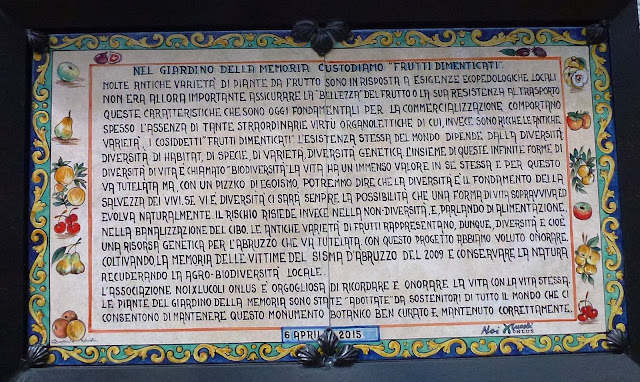 NEL GIARDINO DELLA MEMORIA CUSTODIAMO "FRUTTI DIMENTICATI".
MOLTE ANTICHE VARIETÀ DI PIANTE DA FRUTTO SONO IN RISPOSTA A ESIGENZE ECOPEDOLOGICHE LOCALI
NON ERA ALLORA IMPORTANTE ASSICURARE LA "BELLEZZA" DEL FRUTTO O LA SUA RESISTENZA AL TRASPORTO
QUESTE CARATTERISTICHE CHE SONO OGGI FONDAMENTALI PER LA COMMERCIALIZZAZIONE COMPORTANO
SPESSO L'ASSENZA DI TANTE STRAORDINARIE VIRTÙ ORGANOLETTICHE DI CUI, INVECE SONO RICHE LE ANTICHE
VARIETÀ. I COSIDDETTI "FRUTTI DIMENTICATI". L'ESISTENZA STESSA DEL MONDO DIPENDE DALLA DIVERSITÀ
DIVERSITÀ DI HABITAT, DI SPECIE, DI VARIETÀ, DIVERSITÀ GENETICA. L'INSIEME DI QUESTE INFINITE FORME DI
DIVERSITÀ DI VITA È CHIAMATO "BIODIVERSITÀ". LA VITA HA UN IMMENSO VALORE IN SE STESSA E PER QUESTO
VA TUTELATA MA, CON UN PIZZICO DI EGOISMO, POTREMMO DIRE CHE LA DIVERSITÀ È IL FONDAMENTO DELLA
SALVEZZA DEI VIVI. SE VI È DIVERSITÀ CI SARÀ SEMPRE LA POSSIBILITÀ CHE UNA FORMA DI VITA SOPRAVVIVA ED
EVOLVA NATURALMENTE. IL RISCHIO RISIEDE INVECE NELLA NON-DIVERSITÀ E, PARLANDO DI ALIMENTAZIONE,
NELLA BANALIZZAZIONE DEL CIBO. LE ANTICHE VARIETÀ DI FRUTTI RAPPRESENTANO, DUNQUE, DIVERSITÀ E CIOÈ
UNA RISORSA GENETICA PER L'ABRUZZO CHE VA TUTELATA. CON QUESTO PROGETTO ABBIAMO VOLUTO ONORARE,
COLTIVANDO, LA MEMORIA DELLE VITTIME DEL SISMA D'ABRUZZO DEL 2009 E CONSERVARE LA NATURA
RECUPERANDO LA AGRO-BIODIVERSITÀ LOCALE.
L'ASSOCIAZIONE NOIXLUCOLI ONLUS È ORGOGLIOSA DI RICORDARE E ONORARE LA VITA CON LA VITA STESSA.
LE PIANTE DEL GIARDINO DELLA MEMORIA SONO STATE "ADOTTATE" DA SOSTENITORI DI TUTTO IL MONDO CHE CI
CONSENTONO DI MANTENERE QUESTO MONUMENTO BOTANICO BEN CURATO E MANTENUTO CORRETTAMENTE.
6 APRILE 2015
Noi X Lucoli
ONLUS